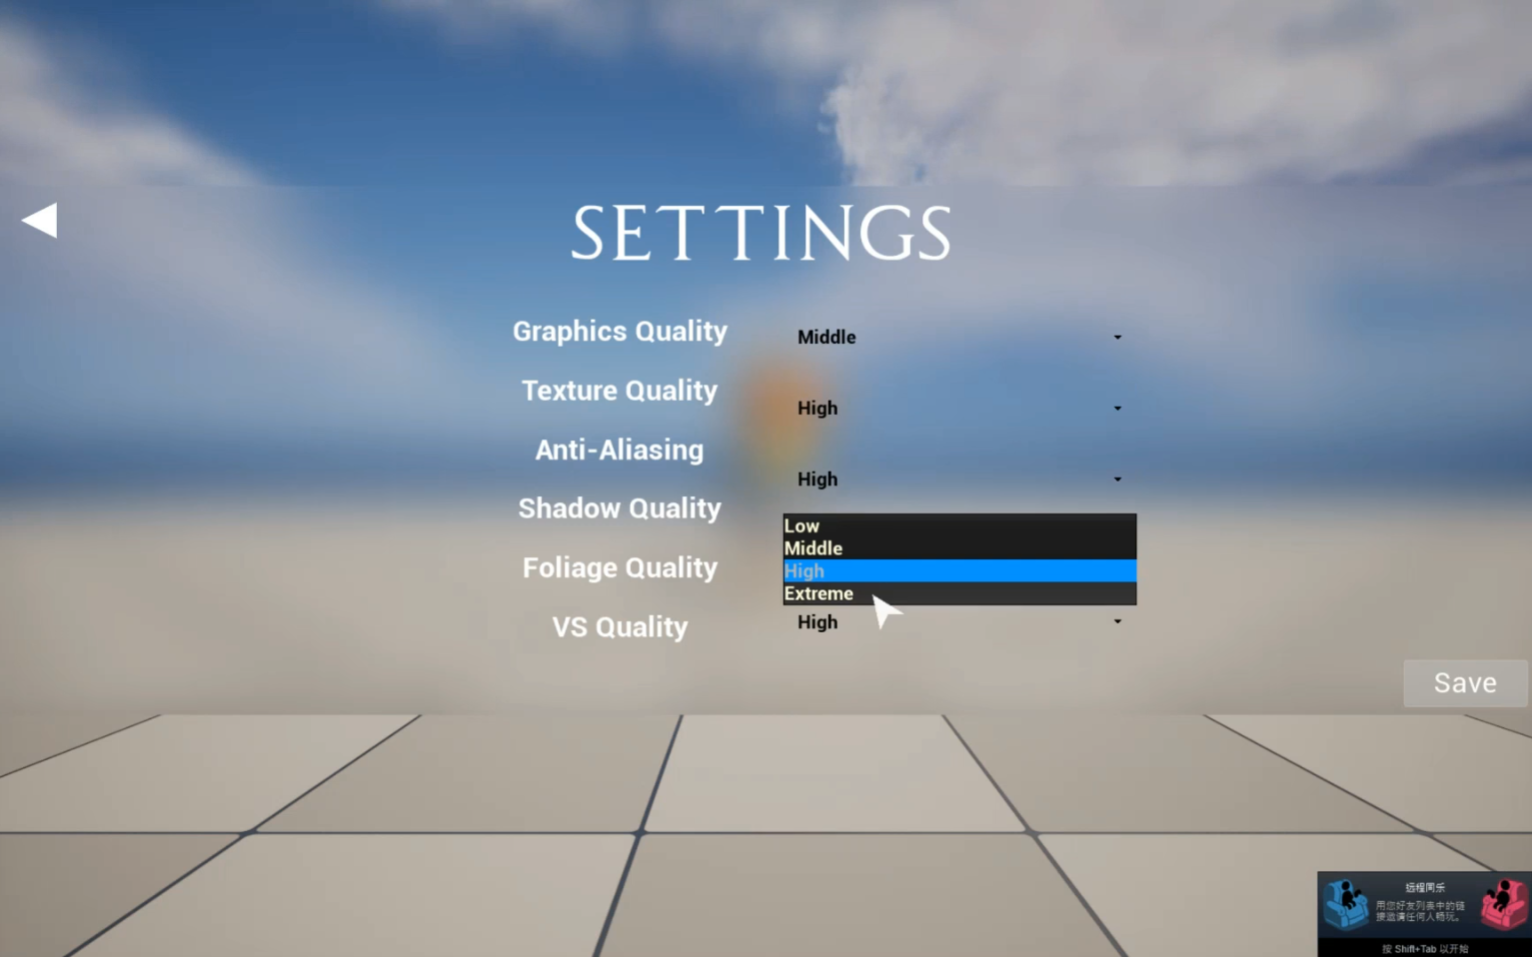 SETTINGS
Graphics Quality
Middle
Texture Quality
High
Anti-Aliasing
High
Shadow Quality
Low
Middle
High
Extreme
Foliage Quality
VS Quality
High
Save
远程同乐
用您好友列表中的链
接邀请任何人畅玩。
按 Shift+Tab 以开始